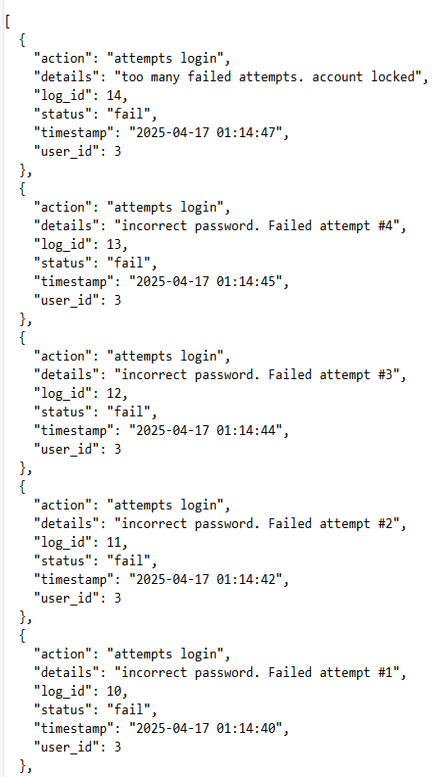 [
  {
    "action": "attempts login",
    "details": "too many failed attempts. account locked",
    "log_id": 14,
    "status": "fail",
    "timestamp": "2025-04-17 01:14:47",
    "user_id": 3
  },
  {
    "action": "attempts login",
    "details": "incorrect password. Failed attempt #4",
    "log_id": 13,
    "status": "fail",
    "timestamp": "2025-04-17 01:14:45",
    "user_id": 3
  },
  {
    "action": "attempts login",
    "details": "incorrect password. Failed attempt #3",
    "log_id": 12,
    "status": "fail",
    "timestamp": "2025-04-17 01:14:44",
    "user_id": 3
  },
  {
    "action": "attempts login",
    "details": "incorrect password. Failed attempt #2",
    "log_id": 11,
    "status": "fail",
    "timestamp": "2025-04-17 01:14:42",
    "user_id": 3
  },
  {
    "action": "attempts login",
    "details": "incorrect password. Failed attempt #1",
    "log_id": 10,
    "status": "fail",
    "timestamp": "2025-04-17 01:14:40",
    "user_id": 3
  },